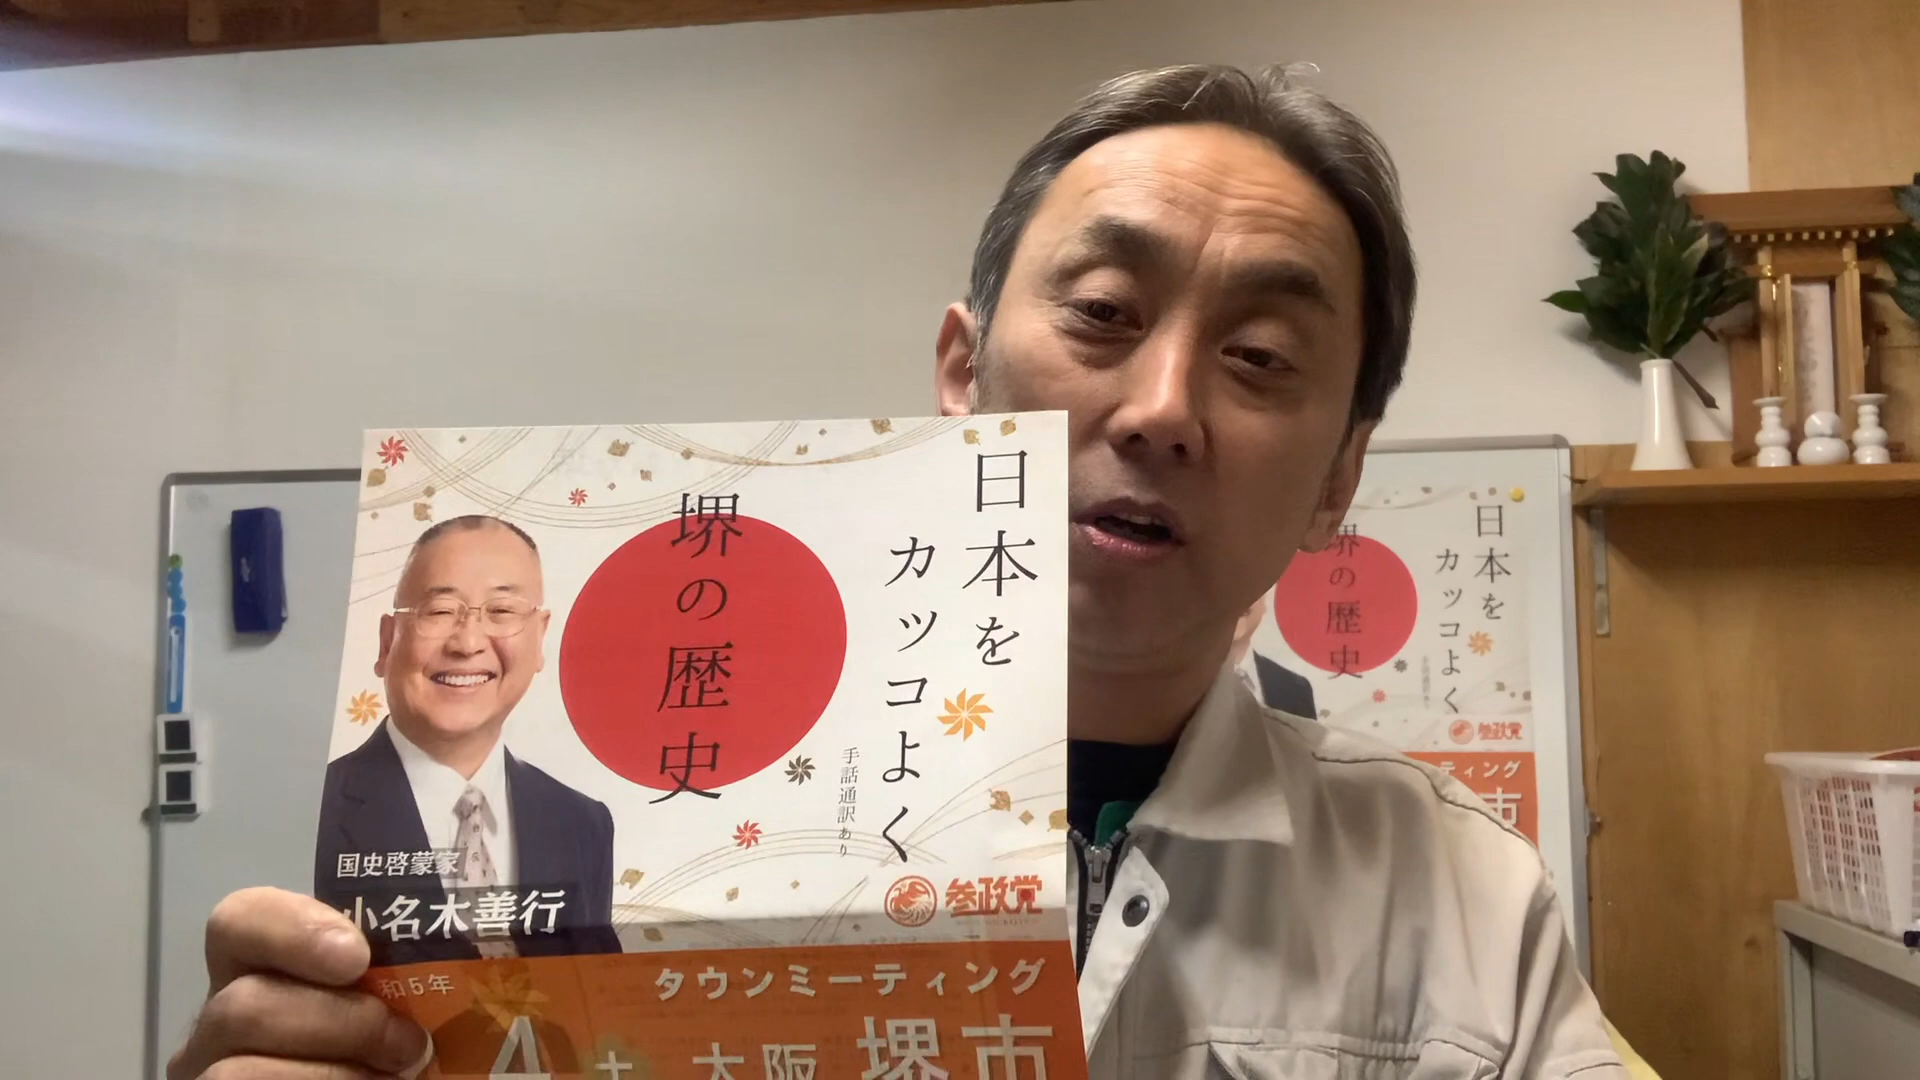 日本を
カッコよく
堺の歴史
手話通訳あり
国史啓蒙家
小名木善行
参政党
和5年
タウンミーティング
4
土
大阪 堺市
日本を
カッコよく
堺の歴史
参政党
ティング
市